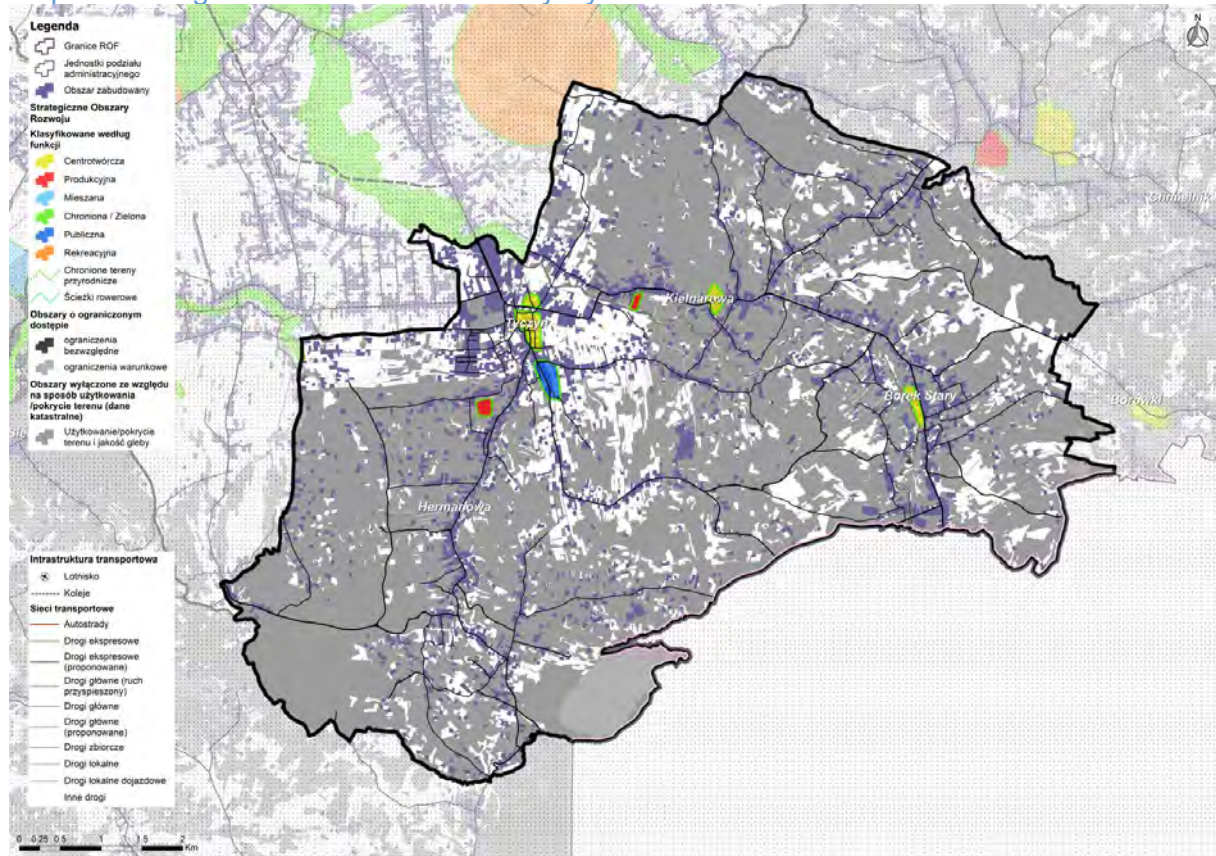 Legenda
Granice ROF
Jednostki podziału
administracyjnego
Obszar zabudowany
Strategiczne Obszary
Rozwoju
Klasyfikowane według
funkcji
Centrotwórcza
Produkcyjna
Mieszana
Chroniona / Zielona
Publiczna
Rekreacyjna
Chronione tereny
przyrodnicze
Ścieżki rowerowe
Obszary o ograniczonym
dostępie
ograniczenia
bezwzględne
ograniczenia warunkowe
Obszary wyłączone ze względu
na sposób użytkowania
/pokrycie terenu (dane
katastralne)
Użytkowanie/pokrycie
terenu i jakość gleby
Intrastruktura transportowa
Lotnisko
Koleje
Sieci transportowe
Autostrady
Drogi ekspresowe
Drogi ekspresowe
(proponowane)
Drogi główne (ruch
przyspieszony)
Drogi główne
Drogi główne
(proponowane)
Drogi zbiorcze
Drogi lokalne
Drogi lokalne dojazdowe
Inne drogi
0 0.25 0.5 1 1.5 2
Km
N
Chmielnik
Kielnarowa
Tyczyn
Borek Stary
Borówki
Hermanowa